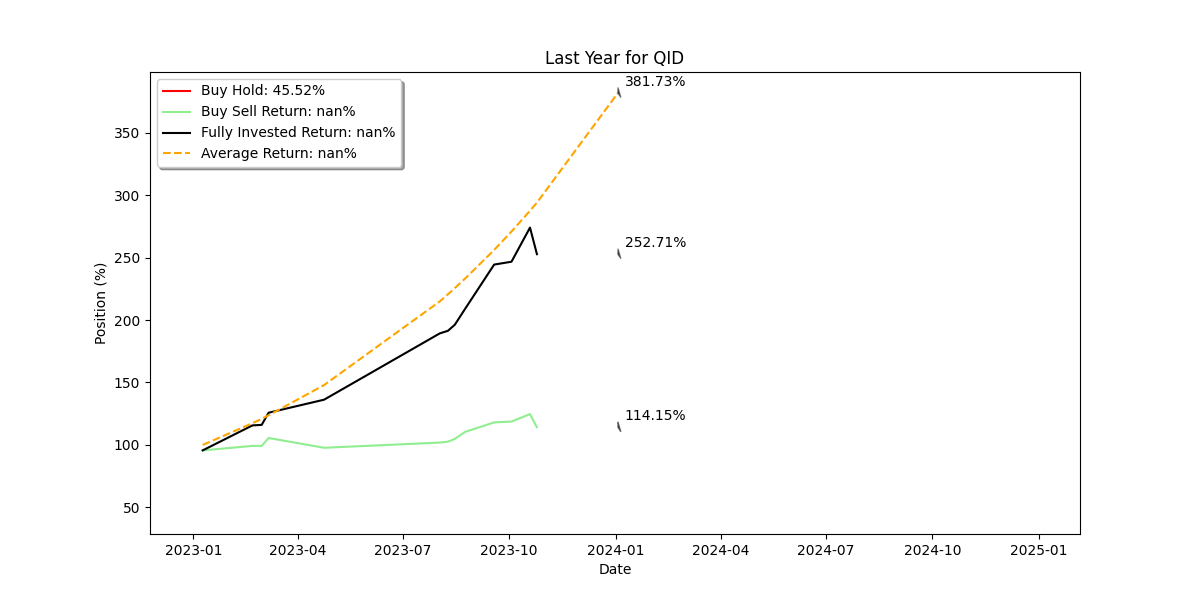 Last Year for QID
Buy Hold: 45.52%
Buy Sell Return: nan%
Fully Invested Return: nan%
Average Return: nan%
381.73%
252.71%
114.15%
350
300
250
200
150
100
50
Position (%)
2023-01 2023-04 2023-07 2023-10 2024-01 2024-04 2024-07 2024-10 2025-01
Date